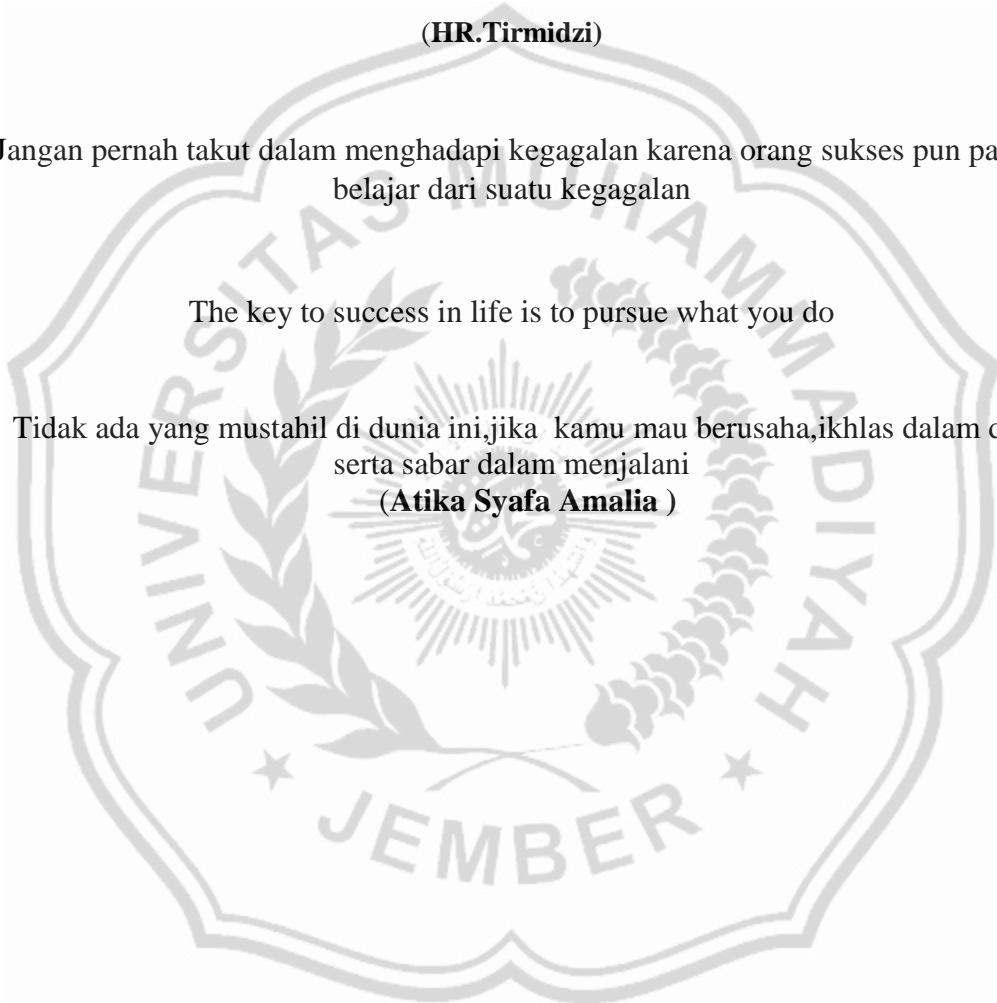 (HR.Tirmidzi)
Jangan pernah takut dalam menghadapi kegagalan karena orang sukses pun
belajar dari suatu kegagalan
The key to success in life is to pursue what you do
Tidak ada yang mustahil di dunia ini,jika kamu mau berusaha,ikhlas dalam
serta sabar dalam menjalani
(Atika Syafa Amalia )
UNIVERSITAS MUHAMMADIYAH
JEMBER